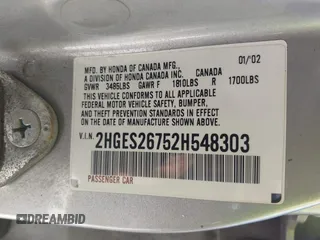 MFD. BY HONDA OF CANADA MFG.,
A DIVISION OF HONDA CANADA INC. CANADA 01/'02
GVWR 3485LBS GAWR F 1810LBS R 1700LBS
THIS VEHICLE CONFORMS TO ALL APPLICABLE
FEDERAL MOTOR VEHICLE SAFETY, BUMPER,
AND THEFT PREVENTION STANDARDS IN EFFECT
ON THE DATE OF MANUFACTURE SHOWN ABOVE.
V.I.N. 2HGES26752H548303
PASSENGER CAR
DREAMBID